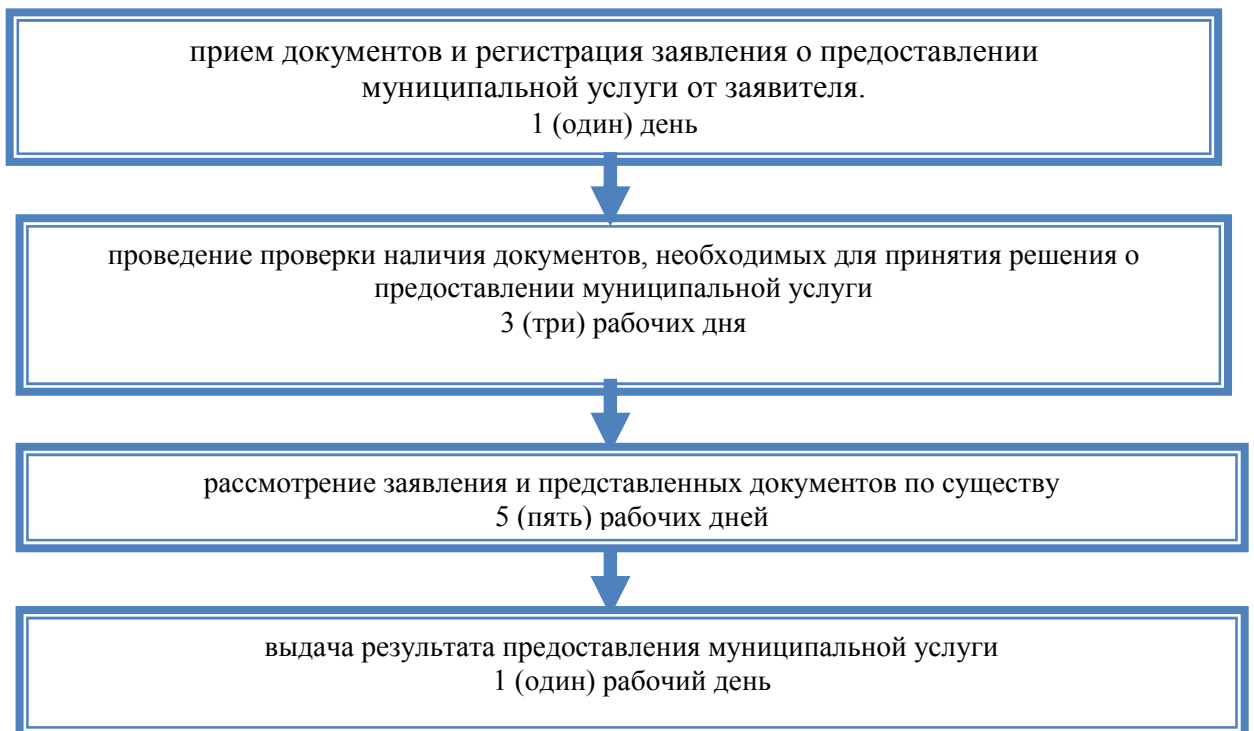 прием документов и регистрация заявления о предоставлении
муниципальной услуги от заявителя.
1 (один) день
проведение проверки наличия документов, необходимых для принятия решения о
предоставлении муниципальной услуги
3 (три) рабочих дня
рассмотрение заявления и представленных документов по существу
5 (пять) рабочих дней
выдача результата предоставления муниципальной услуги
1 (один) рабочий день